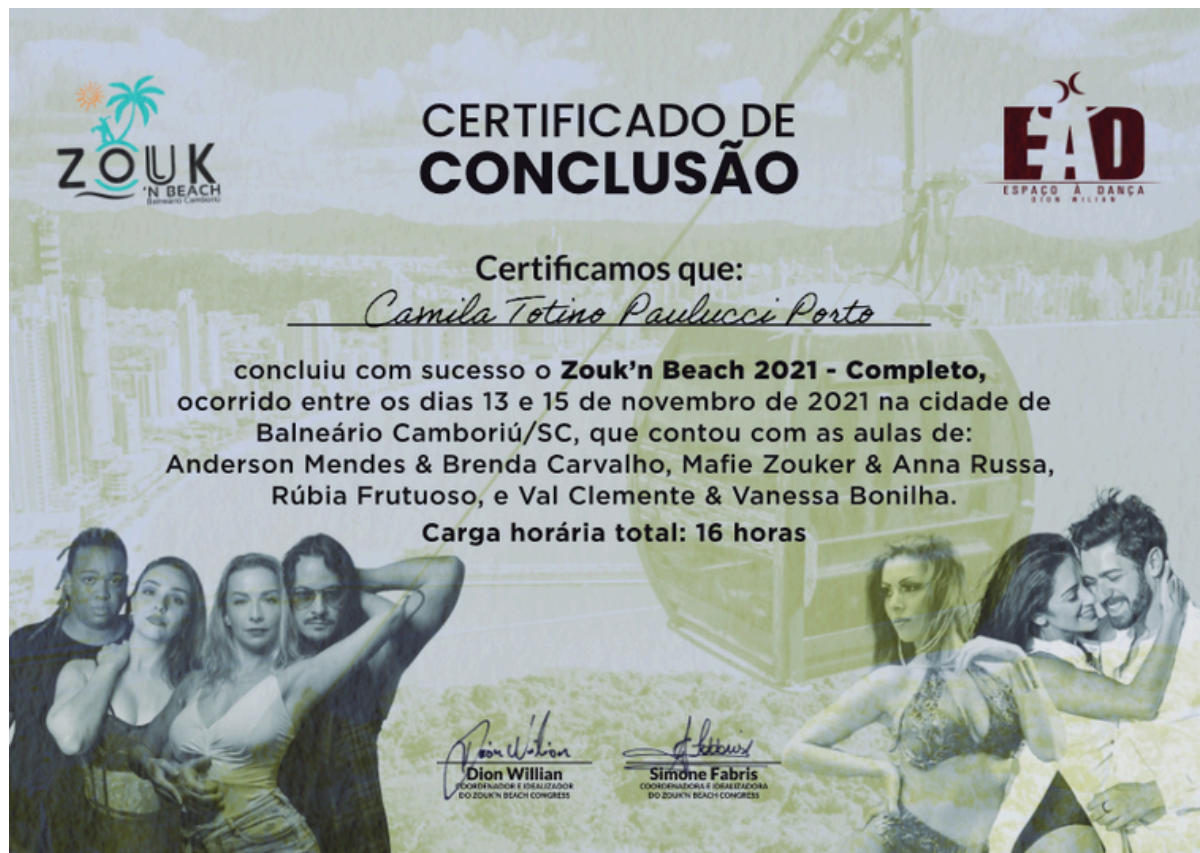 ZOUK
'N BEACH
Balneário Camboriú
CERTIFICADO DE
CONCLUSÃO
EAD
ESPAÇO À DANÇA
DION WILIAN
Certificamos que:
Camila Totino Paulucci Porto
concluiu com sucesso o Zouk'n Beach 2021 - Completo,
ocorrido entre os dias 13 e 15 de novembro de 2021 na cidade de
Balneário Camboriú/SC, que contou com as aulas de:
Anderson Mendes & Brenda Carvalho, Mafie Zouker & Anna Russa,
Rúbia Frutuoso, e Val Clemente & Vanessa Bonilha.
Carga horária total: 16 horas
Dion Willian
Dion Willian
COORDENADOR E IDEALIZADOR
DO ZOUK'N BEACH CONGRESS
Simone Fabris
COORDENADORA E IDEALIZADORA
DO ZOUK'N BEACH CONGRESS